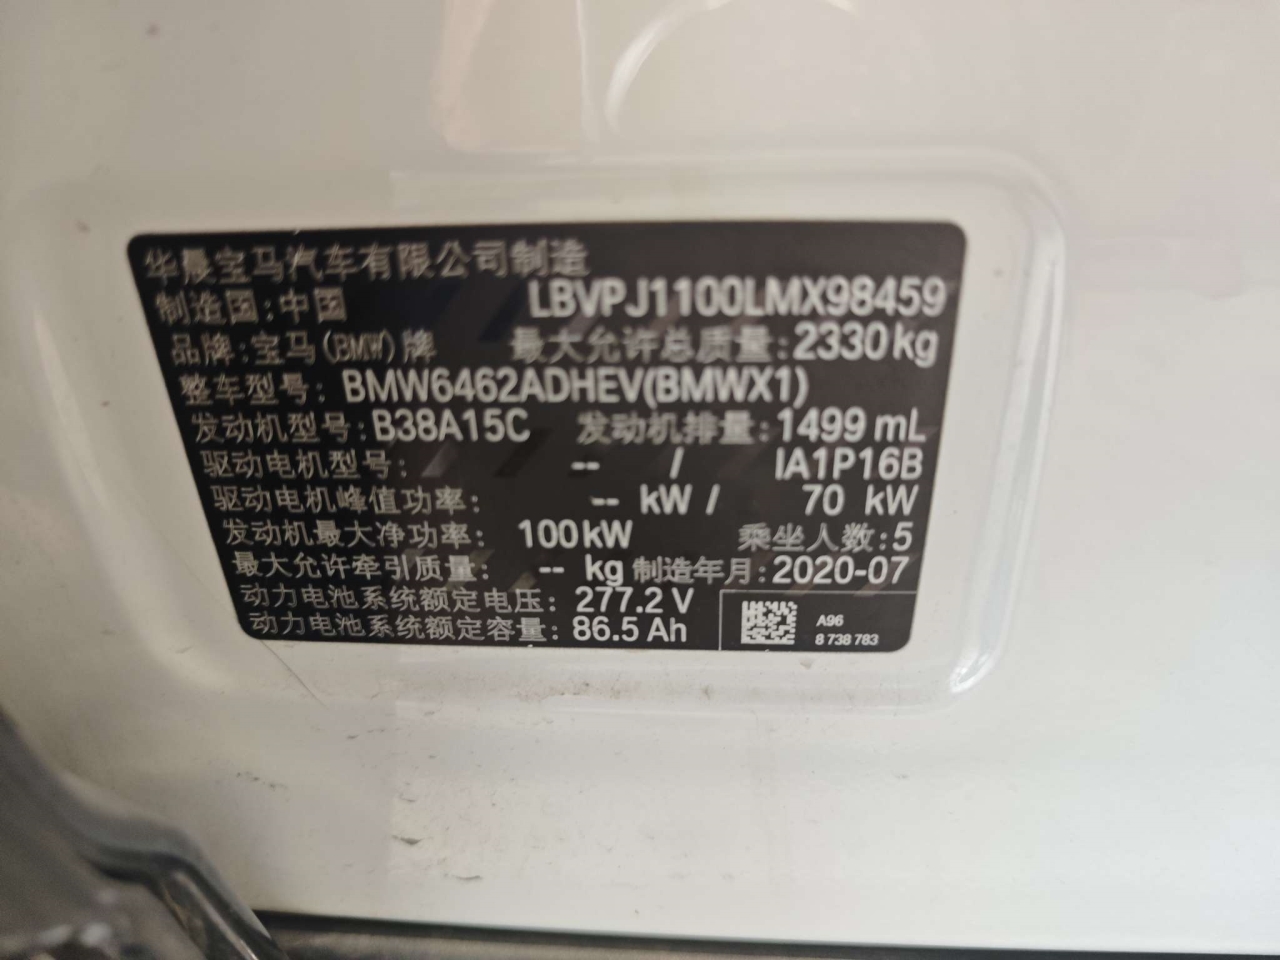 华晨宝马汽车有限公司制造
制造国:中国 LBVPJ1100LMX98459
品牌:宝马(BMW)牌 最大允许总质量:2330kg
整车型号:BMW6462ADHEV(BMWX1)
发动机型号:B38A15C 发动机排量:1499 mL
驱动电机型号: -- / IA1P16B
驱动电机峰值功率: -- kW / 70 kW
发动机最大净功率: 100kW 乘坐人数:5
最大允许牵引质量: -- kg 制造年月:2020-07
动力电池系统额定电压: 277.2 V
动力电池系统额定容量: 86.5 Ah
A96
8 738 783